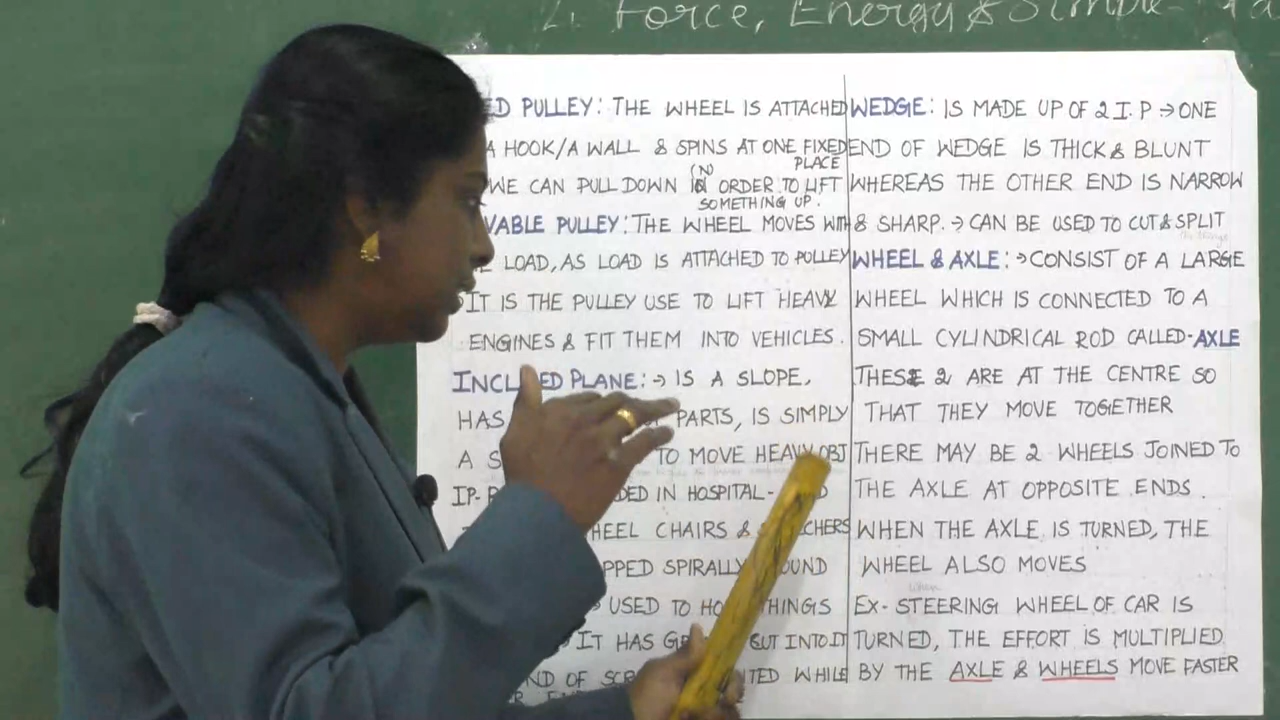 2. Force, Energy & Simple
ED PULLEY: THE WHEEL IS ATTACHED
A HOOK/A WALL & SPINS AT ONE FIXED
PLACE
WE CAN PULL DOWN (N) ORDER TO LIFT
SOMETHING UP.
VABLE PULLEY: THE WHEEL MOVES WITH
LOAD, AS LOAD IS ATTACHED TO PULLEY
IT IS THE PULLEY USE TO LIFT HEAVY
ENGINES & FIT THEM INTO VEHICLES.
INCL ED PLANE: → IS A SLOPE,
HAS PARTS, IS SIMPLY
A S TO MOVE HEAVY OBJ
IP- DED IN HOSPITAL-
HEEL CHAIRS & S CHERS
PPED SPIRALLY OUND
USED TO HO THINGS
IT HAS G CUT INTO IT
ND OF SC TED WHILE
WEDGE: IS MADE UP OF 2 I.P → ONE
END OF WEDGE IS THICK & BLUNT
WHEREAS THE OTHER END IS NARROW
& SHARP. → CAN BE USED TO CUT & SPLIT
WHEEL & AXLE: → CONSIST OF A LARGE
WHEEL WHICH IS CONNECTED TO A
SMALL CYLINDRICAL ROD CALLED- AXLE
THESE 2 ARE AT THE CENTRE SO
THAT THEY MOVE TOGETHER
THERE MAY BE 2 WHEELS JOINED TO
THE AXLE AT OPPOSITE ENDS.
WHEN THE AXLE IS TURNED, THE
WHEEL ALSO MOVES
when
EX- STEERING WHEEL OF CAR IS
TURNED, THE EFFORT IS MULTIPLIED
BY THE AXLE & WHEELS MOVE FASTER